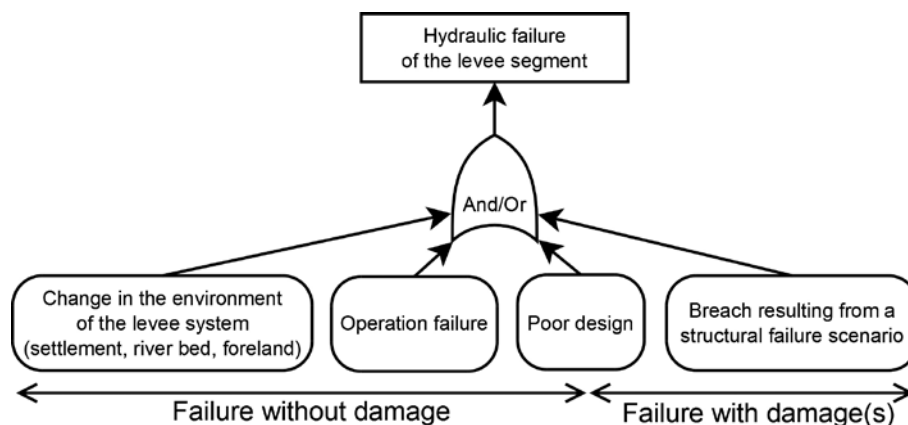 Hydraulic failure
of the levee segment
And/Or
Change in the environment
of the levee system
(settlement, river bed, foreland)
Operation failure
Poor design
Breach resulting from a
structural failure scenario
Failure without damage
Failure with damage(s)